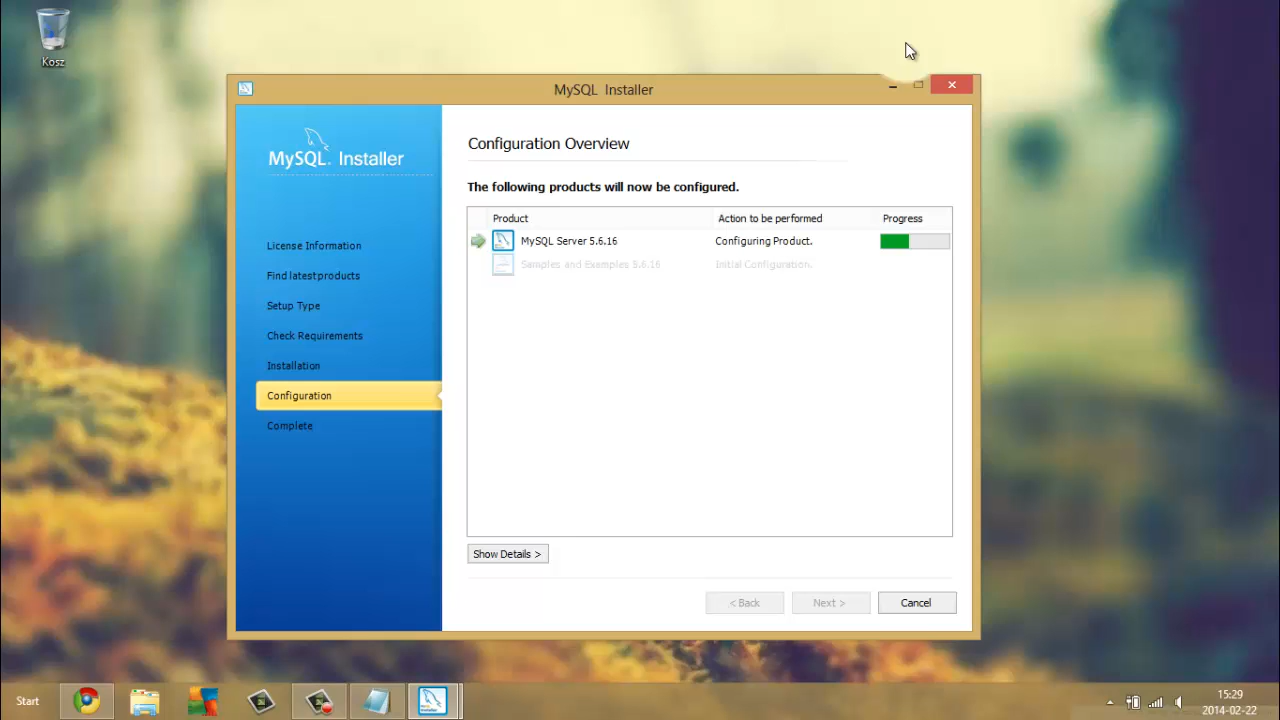 Kosz
MySQL Installer
MySQL. Installer
License Information
Find latest products
Setup Type
Check Requirements
Installation
Configuration
Complete
Configuration Overview
The following products will now be configured.
Product Action to be performed Progress
MySQL Server 5.6.16 Configuring Product.
Samples and Examples 5.6.16 Initial Configuration.
Show Details >
< Back Next > Cancel
Start
15:29
2014-02-22